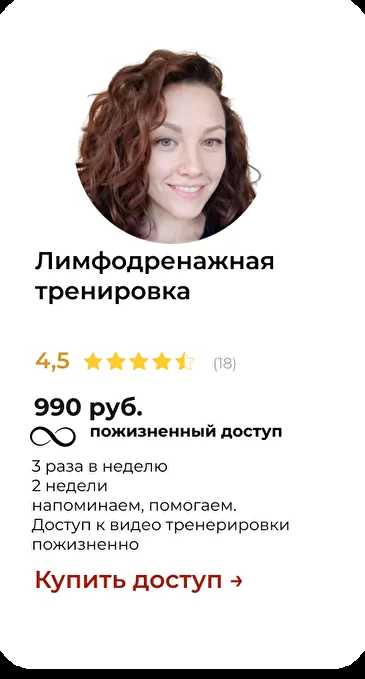 Лимфодренажная
тренировка
4,5 (18)
990 руб.
пожизненный доступ
3 раза в неделю
2 недели
напоминаем, помогаем.
Доступ к видео тренерировки
пожизненно
Купить доступ →